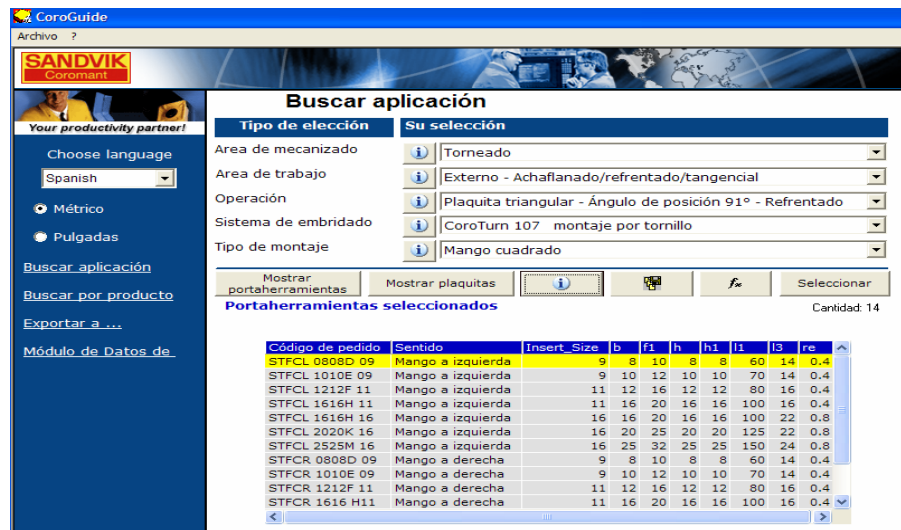 CoroGuide
Archivo ?
SANDVIK
Coromant
Your productivity partner!
Choose language
Spanish
Métrico
Pulgadas
Buscar aplicación
Buscar por producto
Exportar a ...
Módulo de Datos de
Buscar aplicación
Tipo de elección Su selección
Area de mecanizado Torneado
Area de trabajo Externo - Achaflanado/refrentado/tangencial
Operación Plaquita triangular - Ángulo de posición 91º - Refrentado
Sistema de embridado CoroTurn 107 montaje por tornillo
Tipo de montaje Mango cuadrado
Mostrar portaherramientas Mostrar plaquitas i fx Seleccionar
Portaherramientas seleccionados Cantidad: 14
Código de pedido Sentido Insert_Size b f1 h h1 l1 l3 re
STFCL 0808D 09 Mango a izquierda 9 8 10 8 8 60 14 0.4
STFCL 1010E 09 Mango a izquierda 9 10 12 10 10 70 14 0.4
STFCL 1212F 11 Mango a izquierda 11 12 16 12 12 80 16 0.4
STFCL 1616H 11 Mango a izquierda 11 16 20 16 16 100 16 0.4
STFCL 1616H 16 Mango a izquierda 16 16 20 16 16 100 22 0.8
STFCL 2020K 16 Mango a izquierda 16 20 25 20 20 125 22 0.8
STFCL 2525M 16 Mango a izquierda 16 25 32 25 25 150 24 0.8
STFCR 0808D 09 Mango a derecha 9 8 10 8 8 60 14 0.4
STFCR 1010E 09 Mango a derecha 9 10 12 10 10 70 14 0.4
STFCR 1212F 11 Mango a derecha 11 12 16 12 12 80 16 0.4
STFCR 1616 H11 Mango a derecha 11 16 20 16 16 100 16 0.4